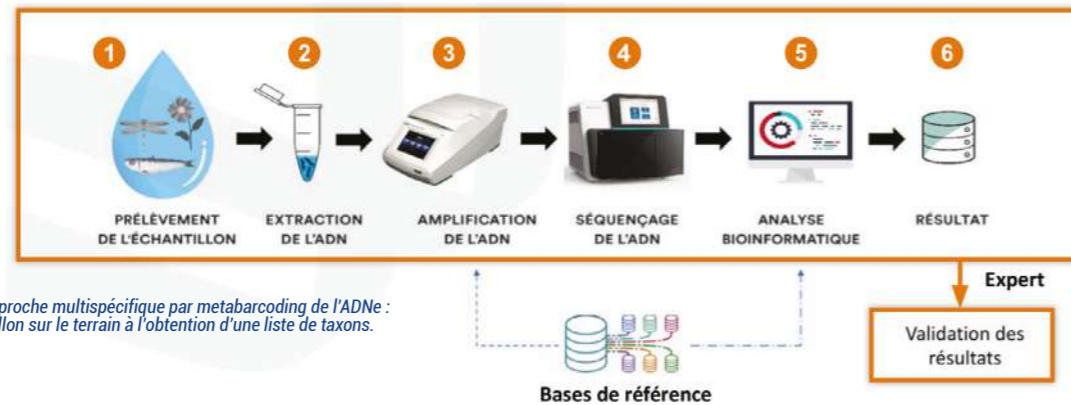 1
2
3
4
5
6
PRÉLÈVEMENT
DE L'ÉCHANTILLON
EXTRACTION
DE L'ADN
AMPLIFICATION
DE L'ADN
SÉQUENÇAGE
DE L'ADN
ANALYSE
BIOINFORMATIQUE
RÉSULTAT
Expert
proche multispécifique par metabarcoding de l'ADNe :
llon sur le terrain à l'obtention d'une liste de taxons.
Validation des
résultats
Bases de référence